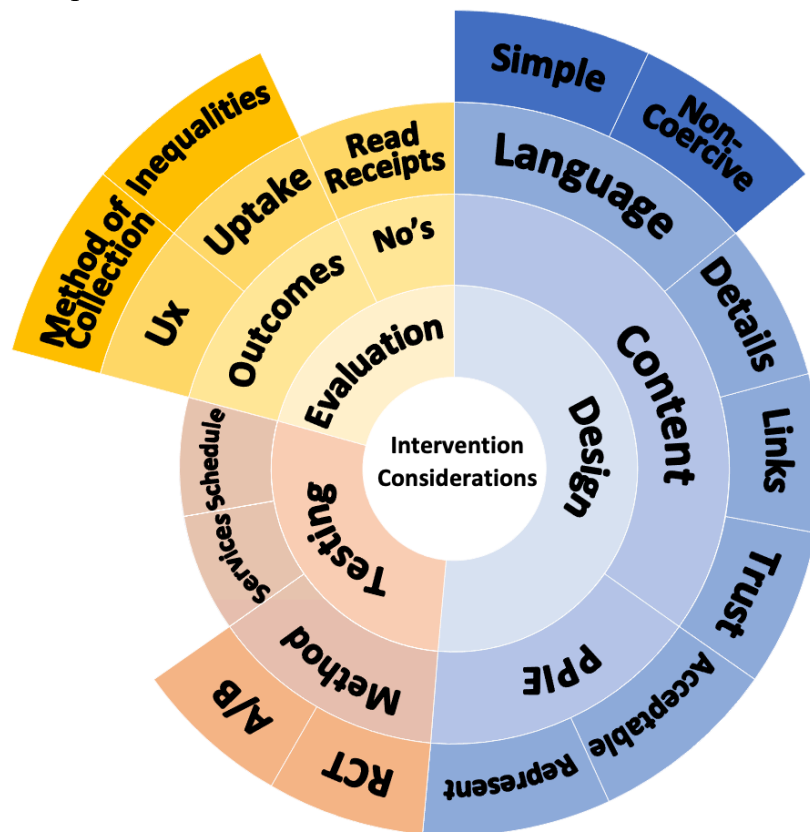 Intervention
Considerations
Design
Content
Language
Simple
Non-
Coercive
Details
Links
Trust
PPIE
Acceptable
Represent
Testing
Method
RCT
A/B
Services
Schedule
Evaluation
Outcomes
Ux
Method of
Collection
Uptake
Inequalities
No's
Read
Receipts